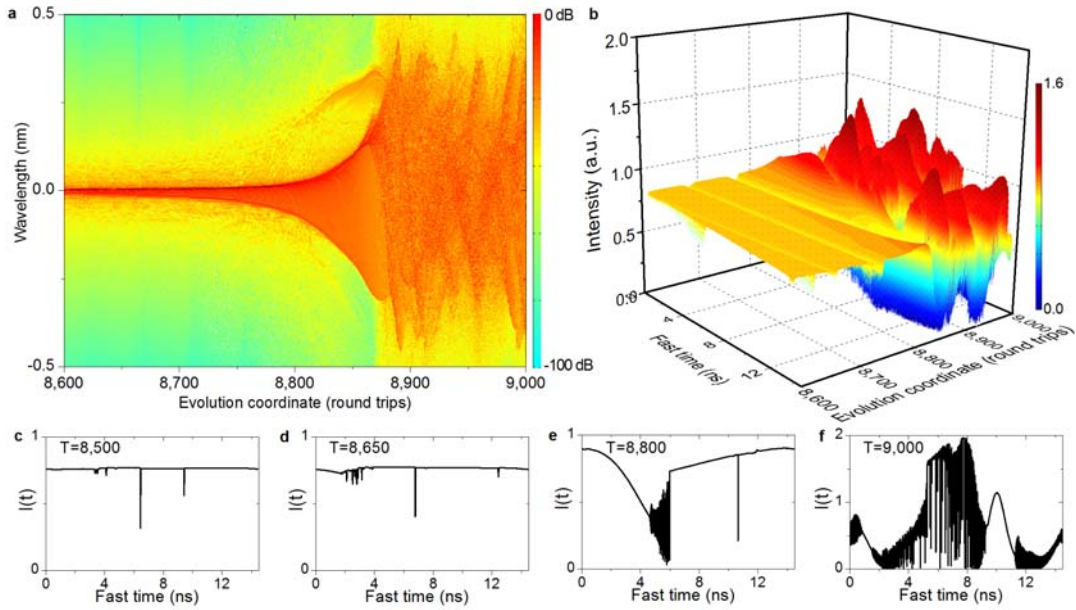 a
0.5
0.0
-0.5
Wavelength (nm)
8,600
8,700
8,800
8,900
9,000
Evolution coordinate (round trips)
0 dB
-100 dB
b
2.0
1.5
1.0
0.5
0.0
Intensity (a.u.)
4
8
12
Fast time (ns)
8,600
8,700
8,800
8,900
9,000
Evolution coordinate (round trips)
1.6
0.0
c
T=8,500
1
0
I(t)
0
4
8
12
Fast time (ns)
d
T=8,650
1
0
I(t)
0
4
8
12
Fast time (ns)
e
T=8,800
1
0
I(t)
0
4
8
12
Fast time (ns)
f
T=9,000
2
1
0
I(t)
0
4
8
12
Fast time (ns)